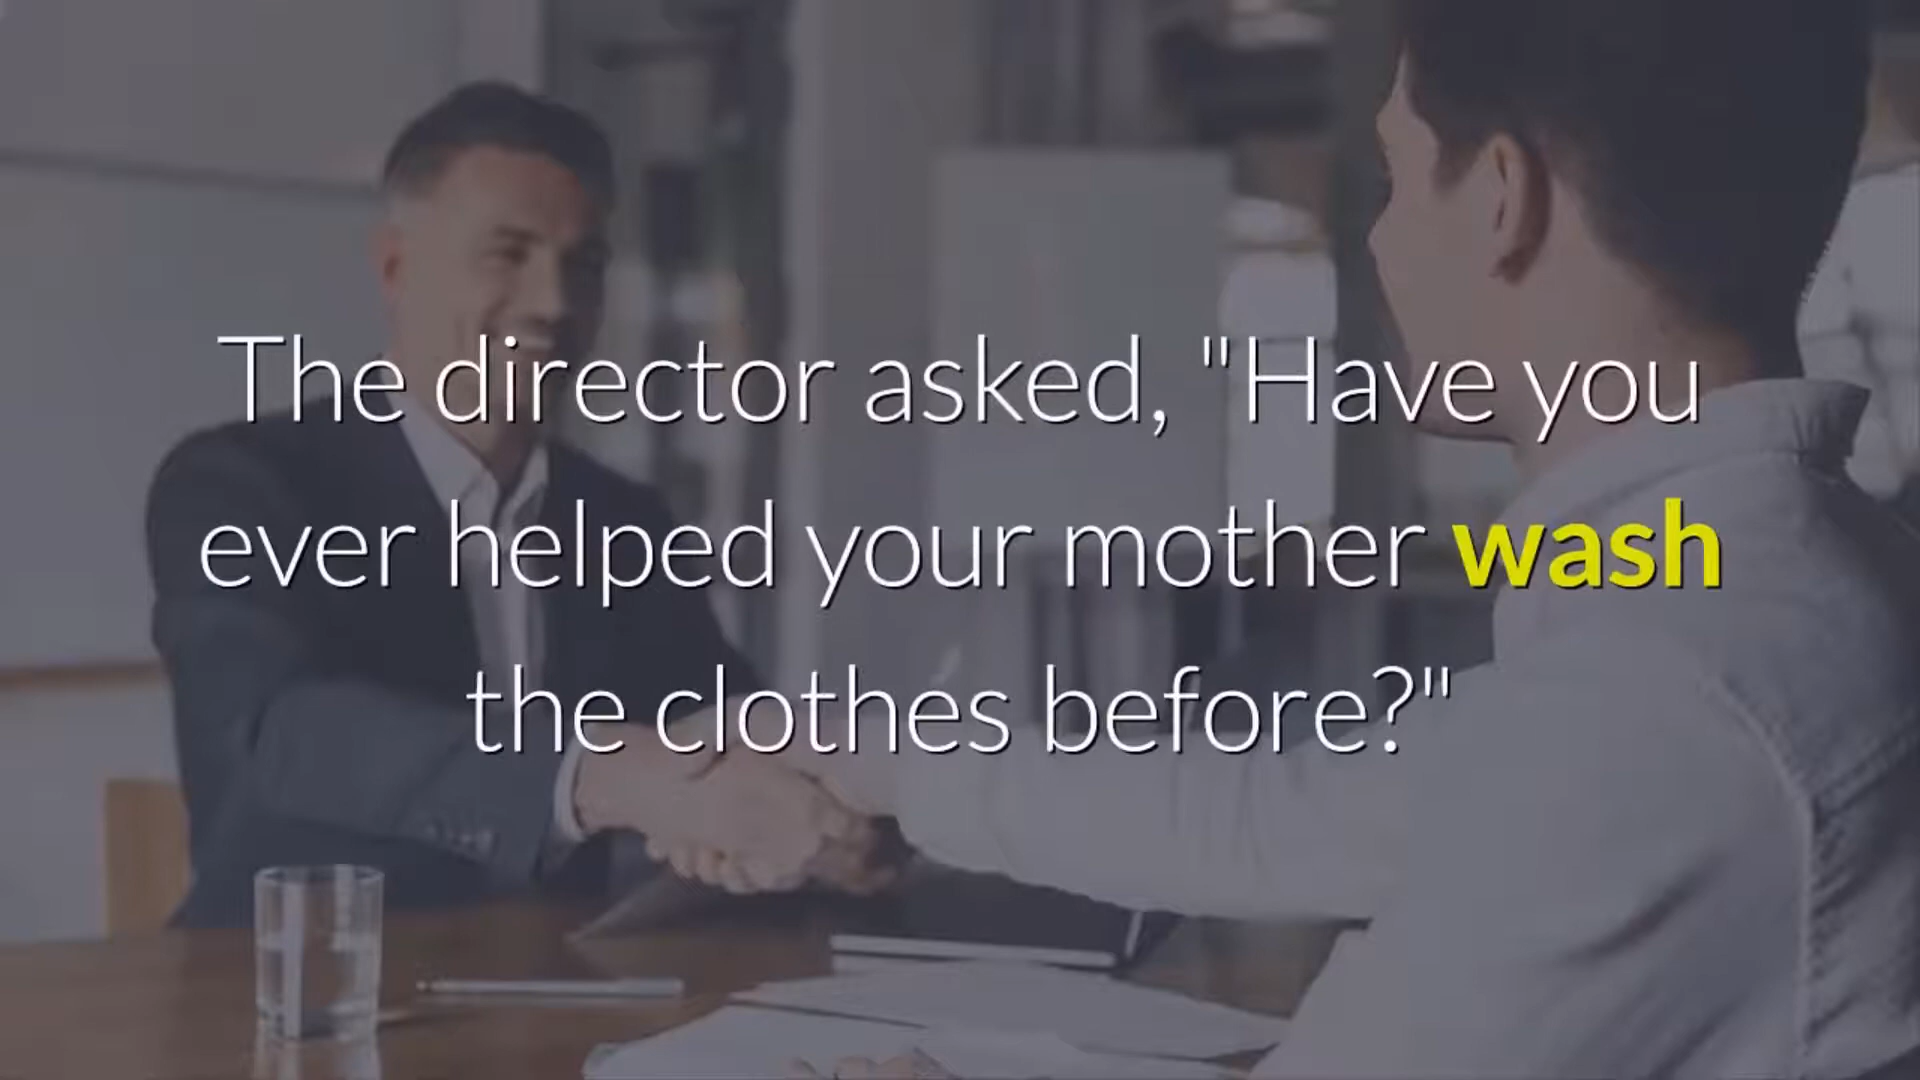 The director asked, "Have you
ever helped your mother wash
the clothes before?"